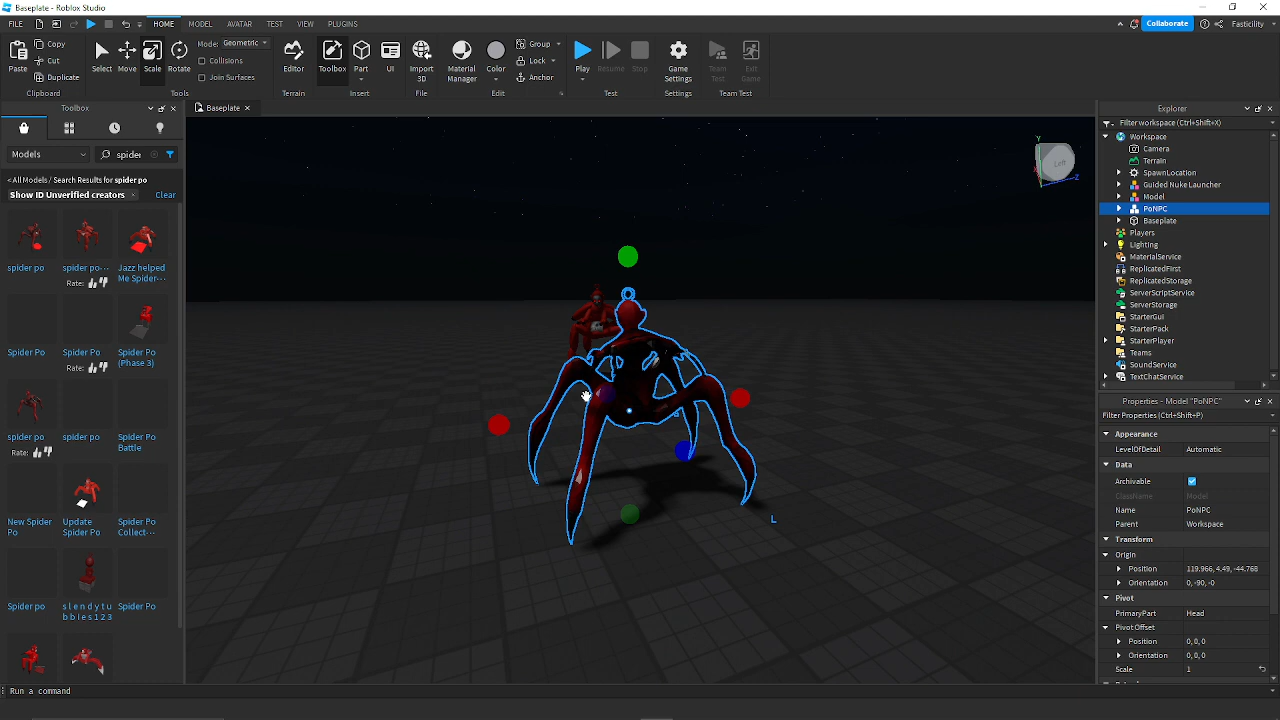 Baseplate - Roblox Studio
FILE HOME MODEL AVATAR TEST VIEW PLUGINS Collaborate Fasticility
Paste Copy Cut Duplicate Select Move Scale Rotate Mode: Geometric Collisions Join Surfaces Editor Toolbox Part UI Import 3D Material Manager Color Group Lock Anchor Play Resume Stop Game Settings Team Test Exit Game
Clipboard Tools Terrain Insert File Edit Test Settings Team Test
Toolbox
Baseplate
Models
spider
< All Models / Search Results for spider po
Show ID Unverified creators
Clear
spider po
spider po...
Jazz helped Me Spider-...
Rate:
Spider Po
Spider Po
Spider Po (Phase 3)
Rate:
spider po
spider po
Spider Po Battle
Rate:
New Spider Po
Update Spider Po
Spider Po Collect-...
Spider po
slendytubbies123
Spider Po
Left
Y
Z
L
Explorer
Filter workspace (Ctrl+Shift+X)
Workspace
Camera
Terrain
SpawnLocation
Guided Nuke Launcher
Model
PoNPC
Baseplate
Players
Lighting
MaterialService
ReplicatedFirst
ReplicatedStorage
ServerScriptService
ServerStorage
StarterGui
StarterPack
StarterPlayer
Teams
SoundService
TextChatService
Properties - Model "PoNPC"
Filter Properties (Ctrl+Shift+P)
Appearance
LevelOfDetail Automatic
Data
Archivable
ClassName Model
Name PoNPC
Parent Workspace
Transform
Origin
Position 119.966, 4.49, -44.768
Orientation 0, -90, -0
Pivot
PrimaryPart Head
Pivot Offset
Position 0, 0, 0
Orientation 0, 0, 0
Scale 1
Run a command